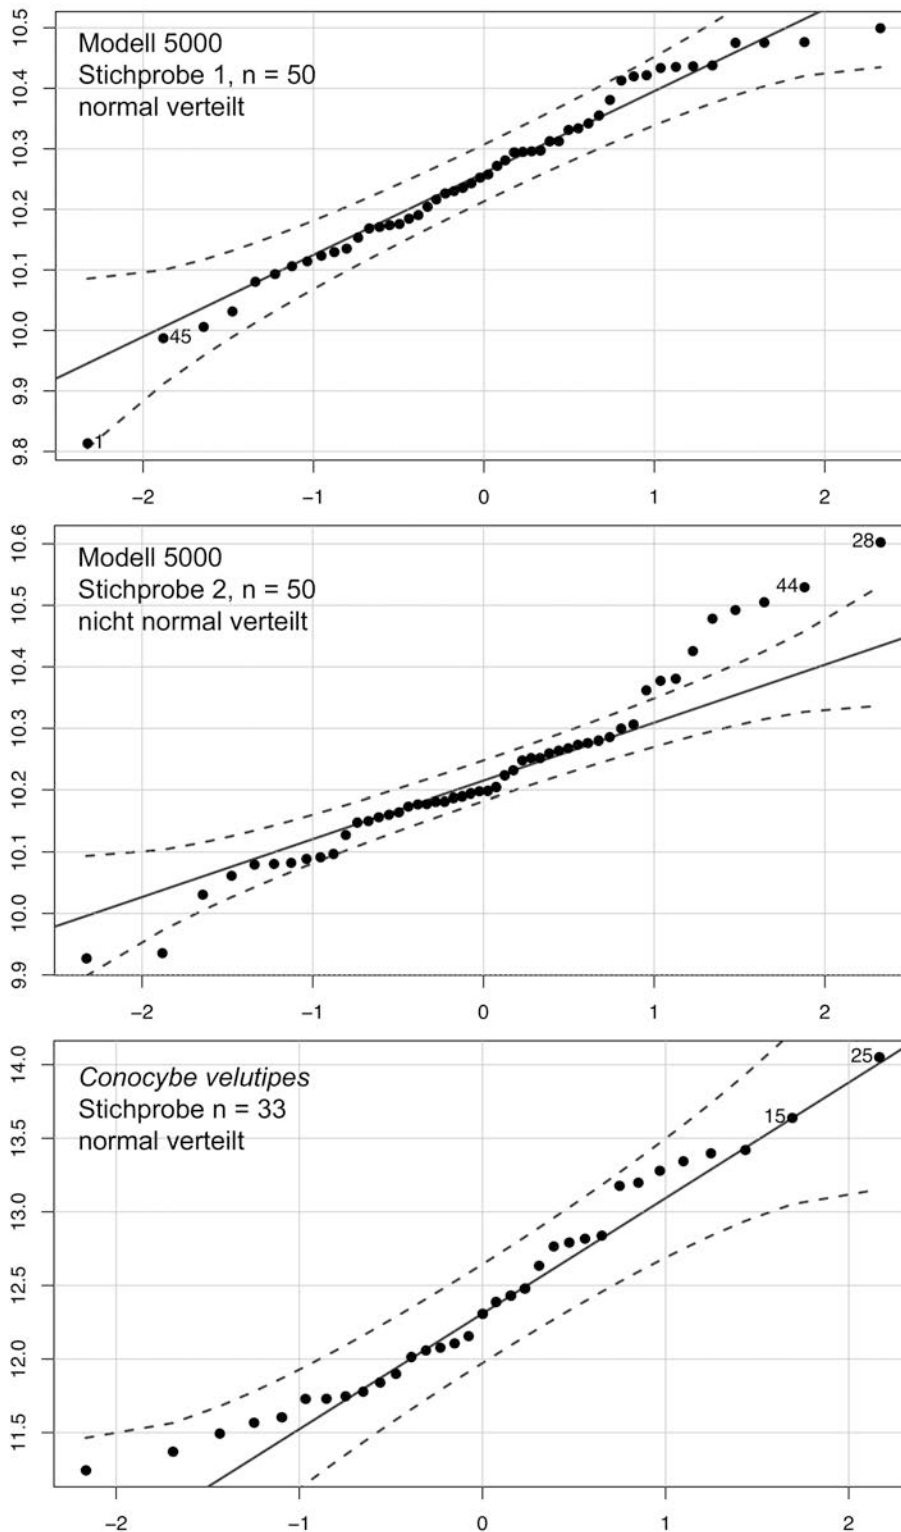 Modell 5000
Stichprobe 1, n = 50
normal verteilt
10.5
10.4
10.3
10.2
10.1
10.0
9.9
9.8
45
1
−2 −1 0 1 2
Modell 5000
Stichprobe 2, n = 50
nicht normal verteilt
10.6
10.5
10.4
10.3
10.2
10.1
10.0
9.9
28
44
−2 −1 0 1 2
Conocybe velutipes
Stichprobe n = 33
normal verteilt
14.0
13.5
13.0
12.5
12.0
11.5
25
15
−2 −1 0 1 2